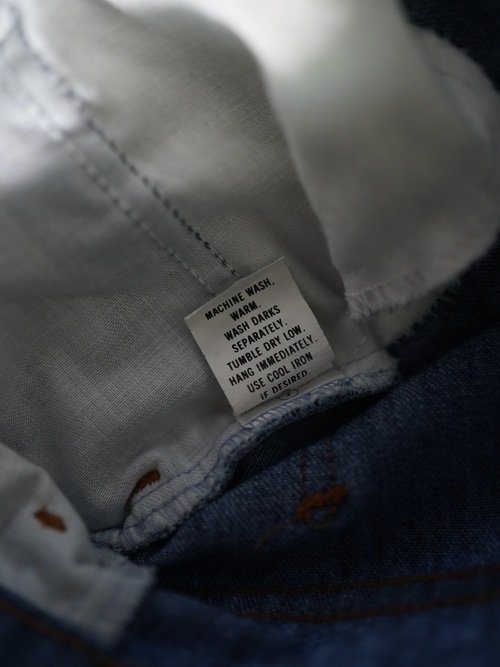 MACHINE WASH,
WARM.
WASH DARKS
SEPARATELY.
TUMBLE DRY LOW,
HANG IMMEDIATELY.
USE COOL IRON
IF DESIRED